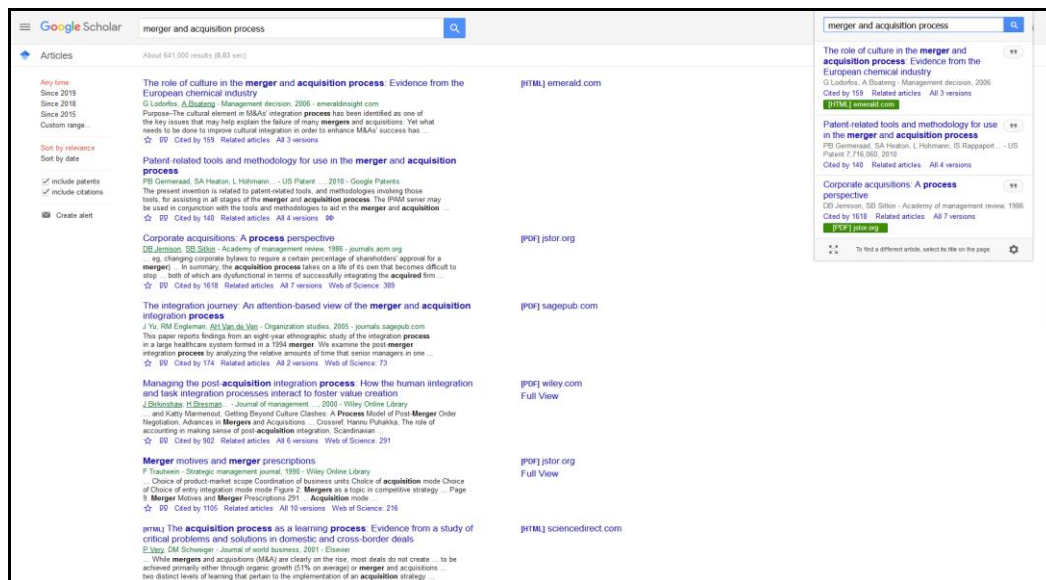 Google Scholar
merger and acquisition process
Articles
About 641,000 results (0.03 sec)
Any time
Since 2019
Since 2018
Since 2015
Custom range...
Sort by relevance
Sort by date
include patents
include citations
Create alert
The role of culture in the merger and acquisition process: Evidence from the
European chemical industry
G Lodorfos, A Boateng - Management decision, 2006 - emeraldinsight.com
Purpose–The cultural element in M&As' integration process has been identified as one of
the key issues that may help explain the failure of many mergers and acquisitions. Yet what
needs to be done to improve cultural integration in order to enhance M&As' success has ...
Cited by 159 Related articles All 3 versions
[HTML] emerald.com
Patent-related tools and methodology for use in the merger and acquisition
process
PB Germeraad, SA Heaton, L Hohmann... - US Patent ..., 2010 - Google Patents
The present invention is related to patent-related tools, and methodologies involving those
tools, for assisting in all stages of the merger and acquisition process. The IPAM server may
be used in conjunction with the tools and methodologies to aid in the merger and acquisition ...
Cited by 140 Related articles All 4 versions
Corporate acquisitions: A process perspective
DB Jemison, SB Sitkin - Academy of management review, 1986 - journals.aom.org
... eg, changing corporate bylaws to require a certain percentage of shareholders' approval for a
merger) ... In summary, the acquisition process takes on a life of its own that becomes difficult to
stop ... both of which are dysfunctional in terms of successfully integrating the acquired firm ...
Cited by 1618 Related articles All 7 versions Web of Science: 389
[PDF] jstor.org
The integration journey: An attention-based view of the merger and acquisition
integration process
J Yu, RM Engleman, AH Van de Ven - Organization studies, 2005 - journals.sagepub.com
This paper reports findings from an eight-year ethnographic study of the integration process
in a large healthcare system formed in a 1994 merger. We examine the post-merger
integration process by analyzing the relative amounts of time that senior managers in one ...
Cited by 174 Related articles All 2 versions Web of Science: 73
[PDF] sagepub.com
Managing the post-acquisition integration process: How the human iintegration
and task integration processes interact to foster value creation
J Birkinshaw, H Bresman... - Journal of management ..., 2000 - Wiley Online Library
... and Katty Marmenout, Getting Beyond Culture Clashes: A Process Model of Post-Merger Order
Negotiation, Advances in Mergers and Acquisitions ... Crossref. Hannu Puhakka, The role of
accounting in making sense of post-acquisition integration, Scandinavian ...
Cited by 902 Related articles All 6 versions Web of Science: 291
[PDF] wiley.com
Full View
Merger motives and merger prescriptions
F Trautwein - Strategic management journal, 1990 - Wiley Online Library
... Choice of product-market scope Coordination of business units Choice of acquisition mode Choice
of Choice of entry integration mode mode Figure 2. Mergers as a topic in competitive strategy ... Page
9. Merger Motives and Merger Prescriptions 291 ... Acquisition mode ...
Cited by 1105 Related articles All 10 versions Web of Science: 216
[PDF] jstor.org
Full View
[HTML] The acquisition process as a learning process: Evidence from a study of
critical problems and solutions in domestic and cross-border deals
P Very, DM Schweiger - Journal of world business, 2001 - Elsevier
... While mergers and acquisitions (M&A) are clearly on the rise, most deals do not create ... to be
achieved primarily either through organic growth (51% on average) or merger and acquisitions ...
two distinct levels of learning that pertain to the implementation of an acquisition strategy ...
[HTML] sciencedirect.com
merger and acquisition process
The role of culture in the merger and
acquisition process: Evidence from the
European chemical industry
G Lodorfos, A Boateng - Management decision, 2006
Cited by 159 Related articles All 3 versions
[HTML] emerald.com
Patent-related tools and methodology for use
in the merger and acquisition process
PB Germeraad, SA Heaton, L Hohmann, IS Rappaport... - US
Patent 7,716,060, 2010
Cited by 140 Related articles All 4 versions
Corporate acquisitions: A process
perspective
DB Jemison, SB Sitkin - Academy of management review, 1986
Cited by 1618 Related articles All 7 versions
[PDF] jstor.org
To find a different article, select its title on the page.